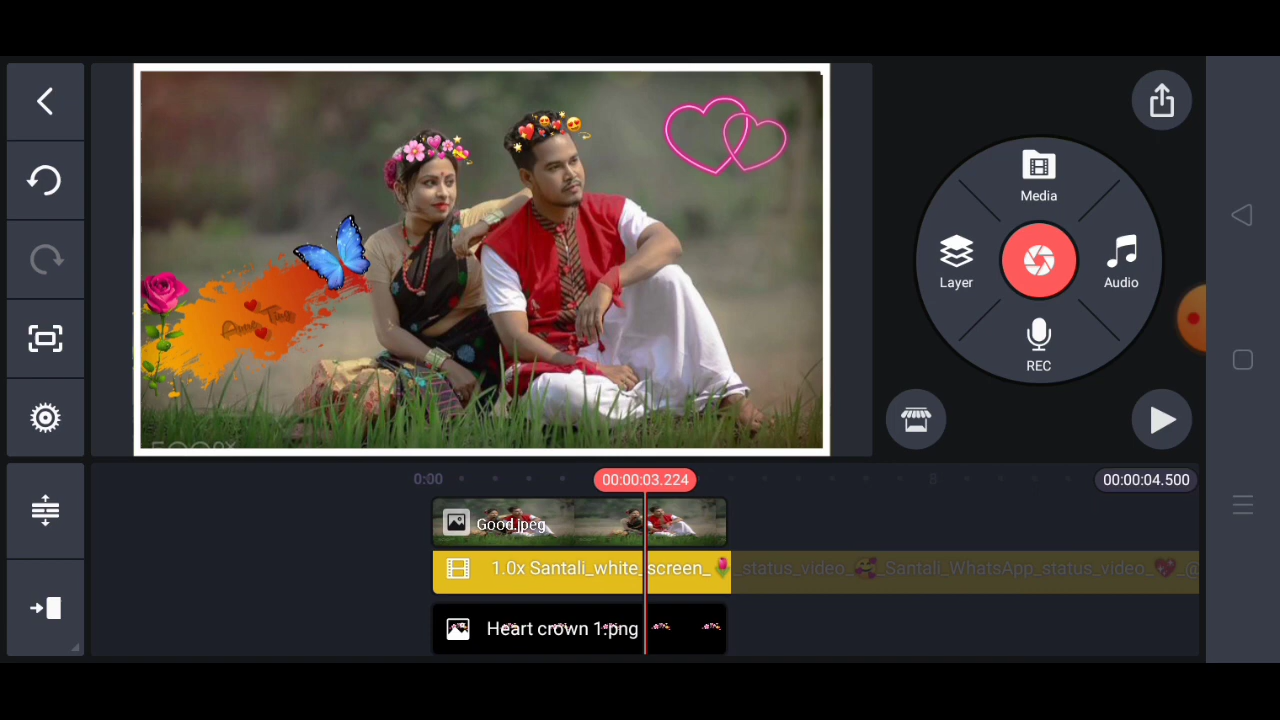 Media
Layer
Audio
REC
0:00
00:00:03.224
00:00:04.500
Good.jpeg
1.0x Santali_white_screen_🌷_status_video_🥰_Santali_WhatsApp_status_video_💖_@
Heart crown 1.png